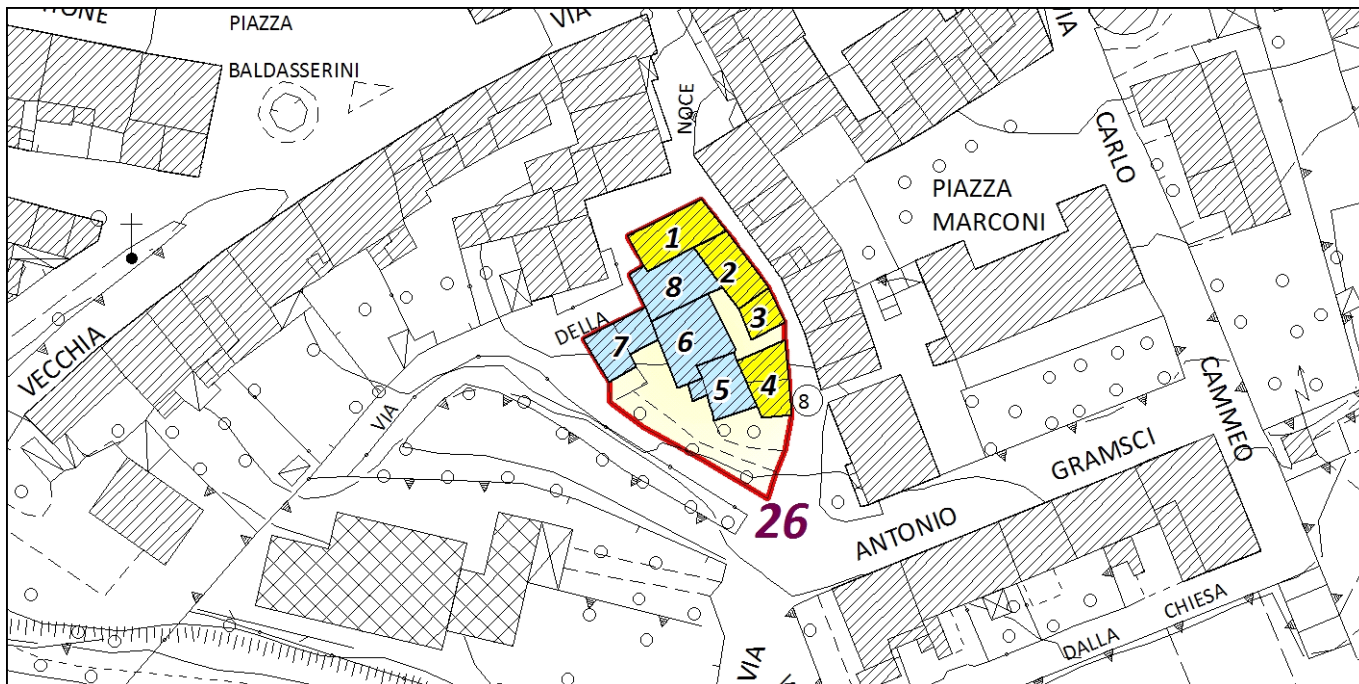 VIA
PIAZZA
BALDASSERINI
VIA
NOCE
CARLO
PIAZZA
MARCONI
1
2
8
3
DELLA
6
7
VECCHIA
4
5
8
CAMMEO
VIA
GRAMSCI
26
ANTONIO
CHIESA
DALLA
VIA